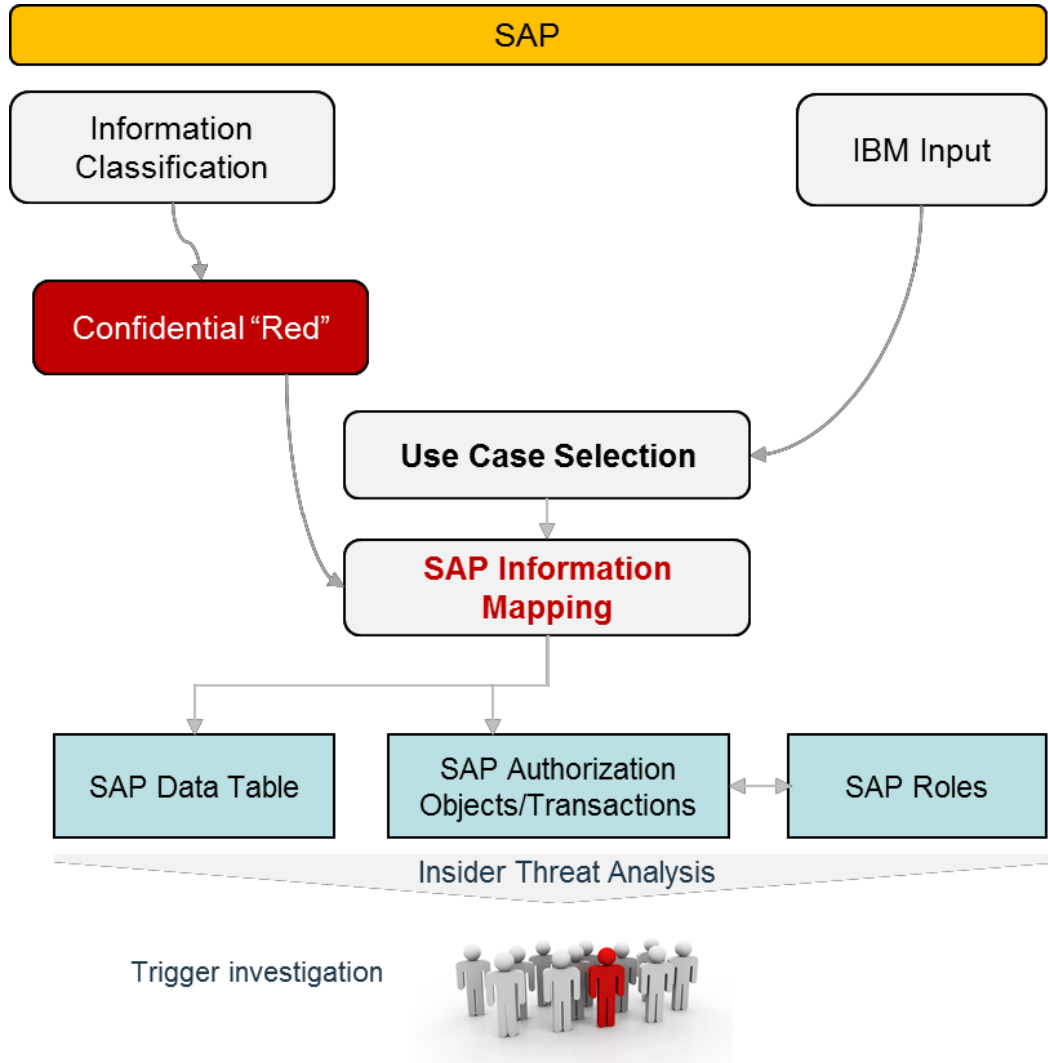 SAP
Information
Classification
IBM Input
Confidential “Red”
Use Case Selection
SAP Information
Mapping
SAP Data Table
SAP Authorization
Objects/Transactions
SAP Roles
Insider Threat Analysis
Trigger investigation